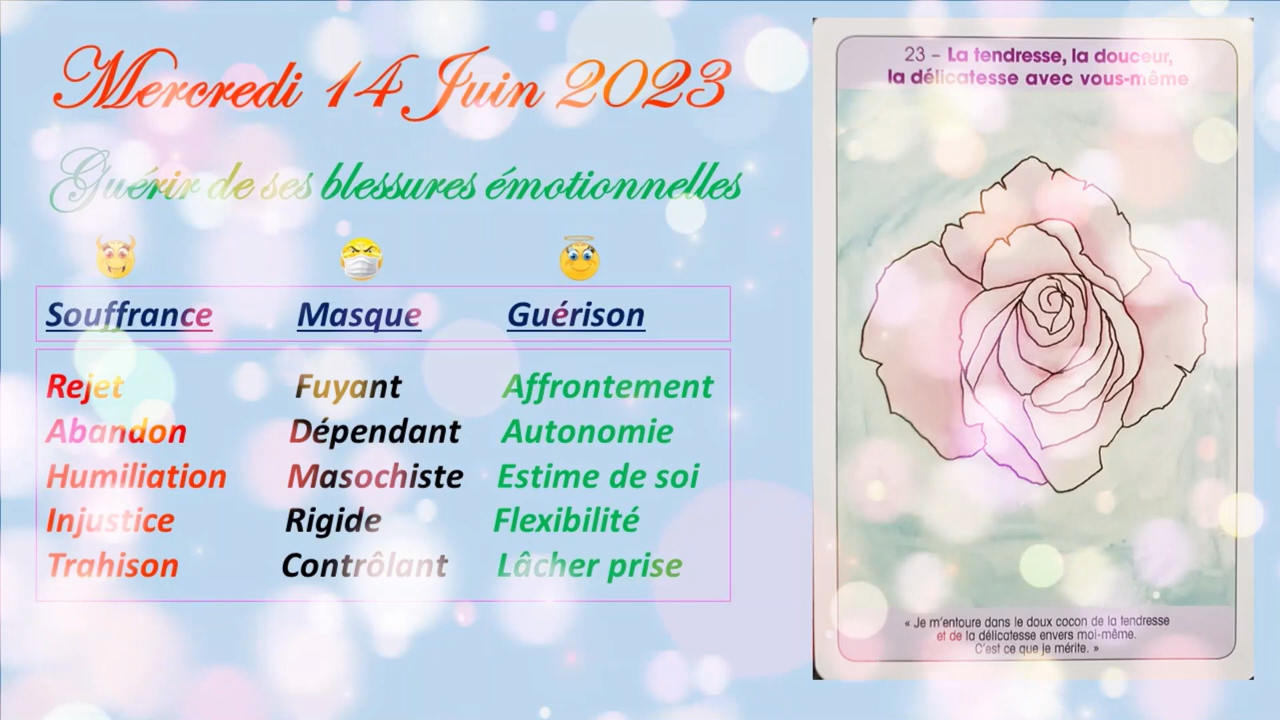 Mercredi 14 Juin 2023
Guérir de ses blessures émotionnelles
Souffrance Masque Guérison
Rejet Fuyant Affrontement
Abandon Dépendant Autonomie
Humiliation Masochiste Estime de soi
Injustice Rigide Flexibilité
Trahison Contrôlant Lâcher prise
23 – La tendresse, la douceur,
la délicatesse avec vous-même
« Je m'entoure dans le doux cocon de la tendresse
et de la délicatesse envers moi-même.
C'est ce que je mérite. »